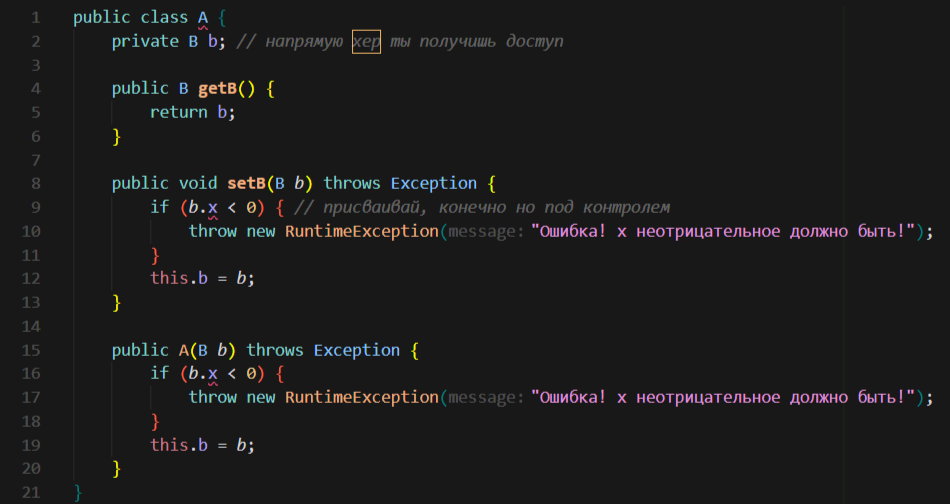 1 public class A {
2 private B b; // напрямую хер ты получишь доступ
3
4 public B getB() {
5 return b;
6 }
7
8 public void setB(B b) throws Exception {
9 if (b.x < 0) { // присваивай, конечно но под контролем
10 throw new RuntimeException(message: "Ошибка! x неотрицательное должно быть!");
11 }
12 this.b = b;
13 }
14
15 public A(B b) throws Exception {
16 if (b.x < 0) {
17 throw new RuntimeException(message: "Ошибка! x неотрицательное должно быть!");
18 }
19 this.b = b;
20 }
21 }